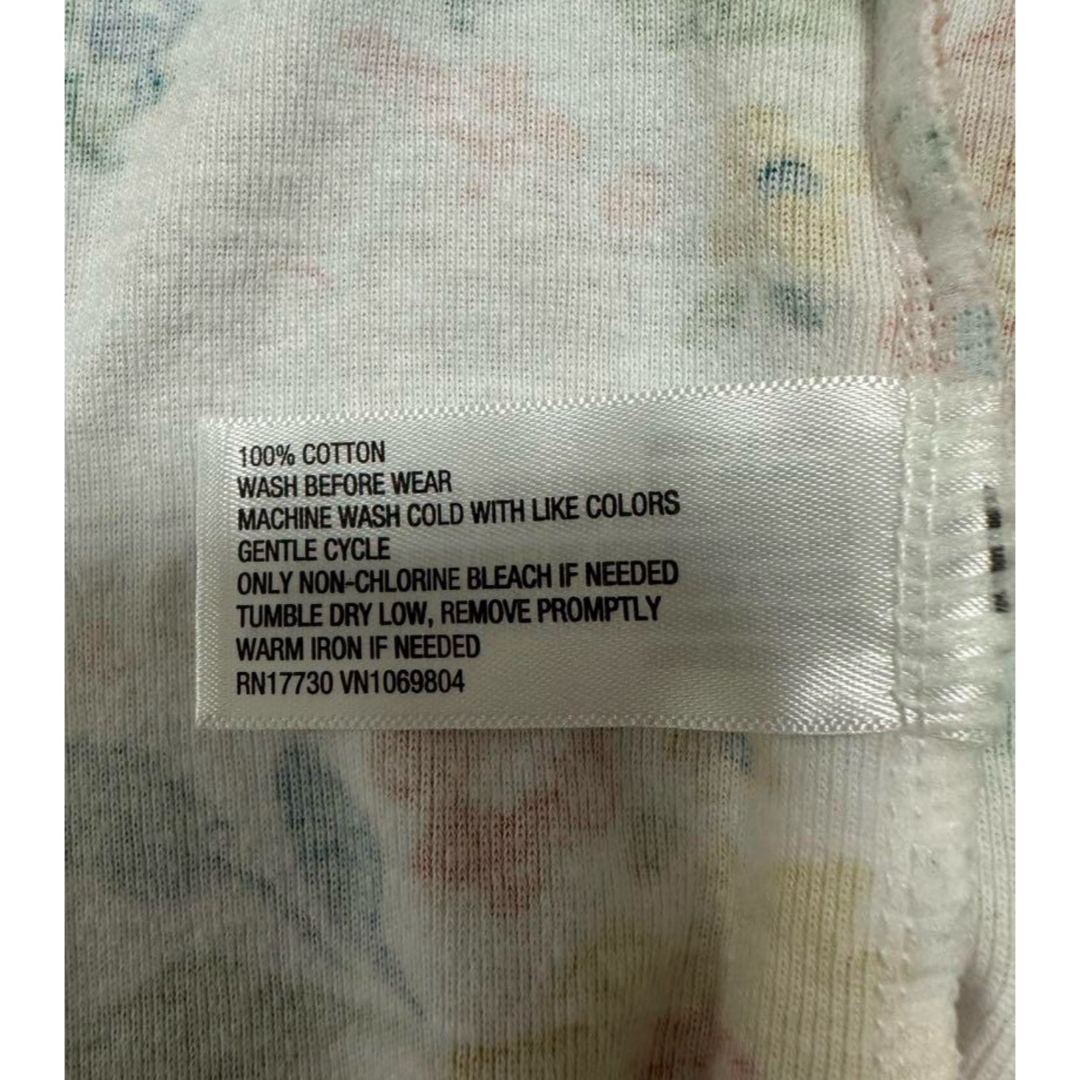 100% COTTON
WASH BEFORE WEAR
MACHINE WASH COLD WITH LIKE COLORS
GENTLE CYCLE
ONLY NON-CHLORINE BLEACH IF NEEDED
TUMBLE DRY LOW, REMOVE PROMPTLY
WARM IRON IF NEEDED
RN17730 VN1069804